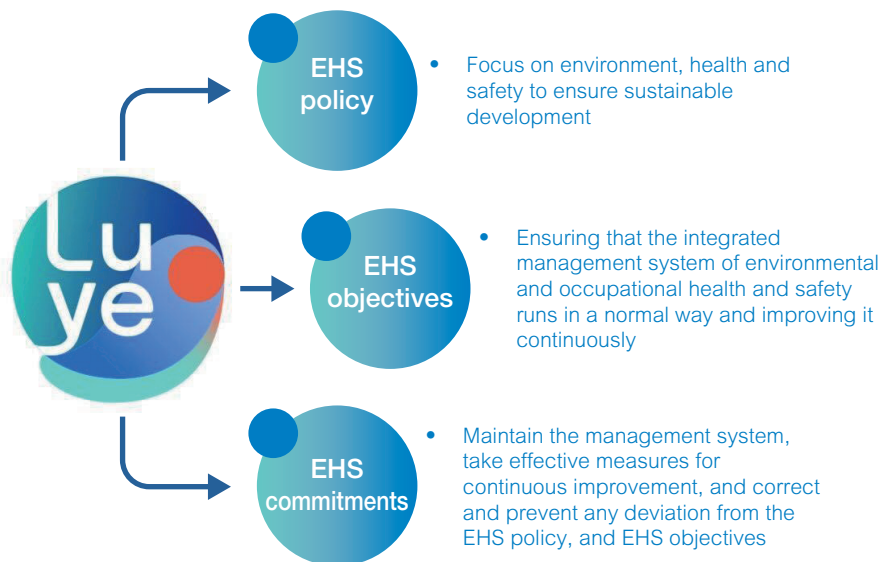 EHS
policy
• Focus on environment, health and
safety to ensure sustainable
development
Lu
ye
EHS
objectives
• Ensuring that the integrated
management system of environmental
and occupational health and safety
runs in a normal way and improving it
continuously
EHS
commitments
• Maintain the management system,
take effective measures for
continuous improvement, and correct
and prevent any deviation from the
EHS policy, and EHS objectives